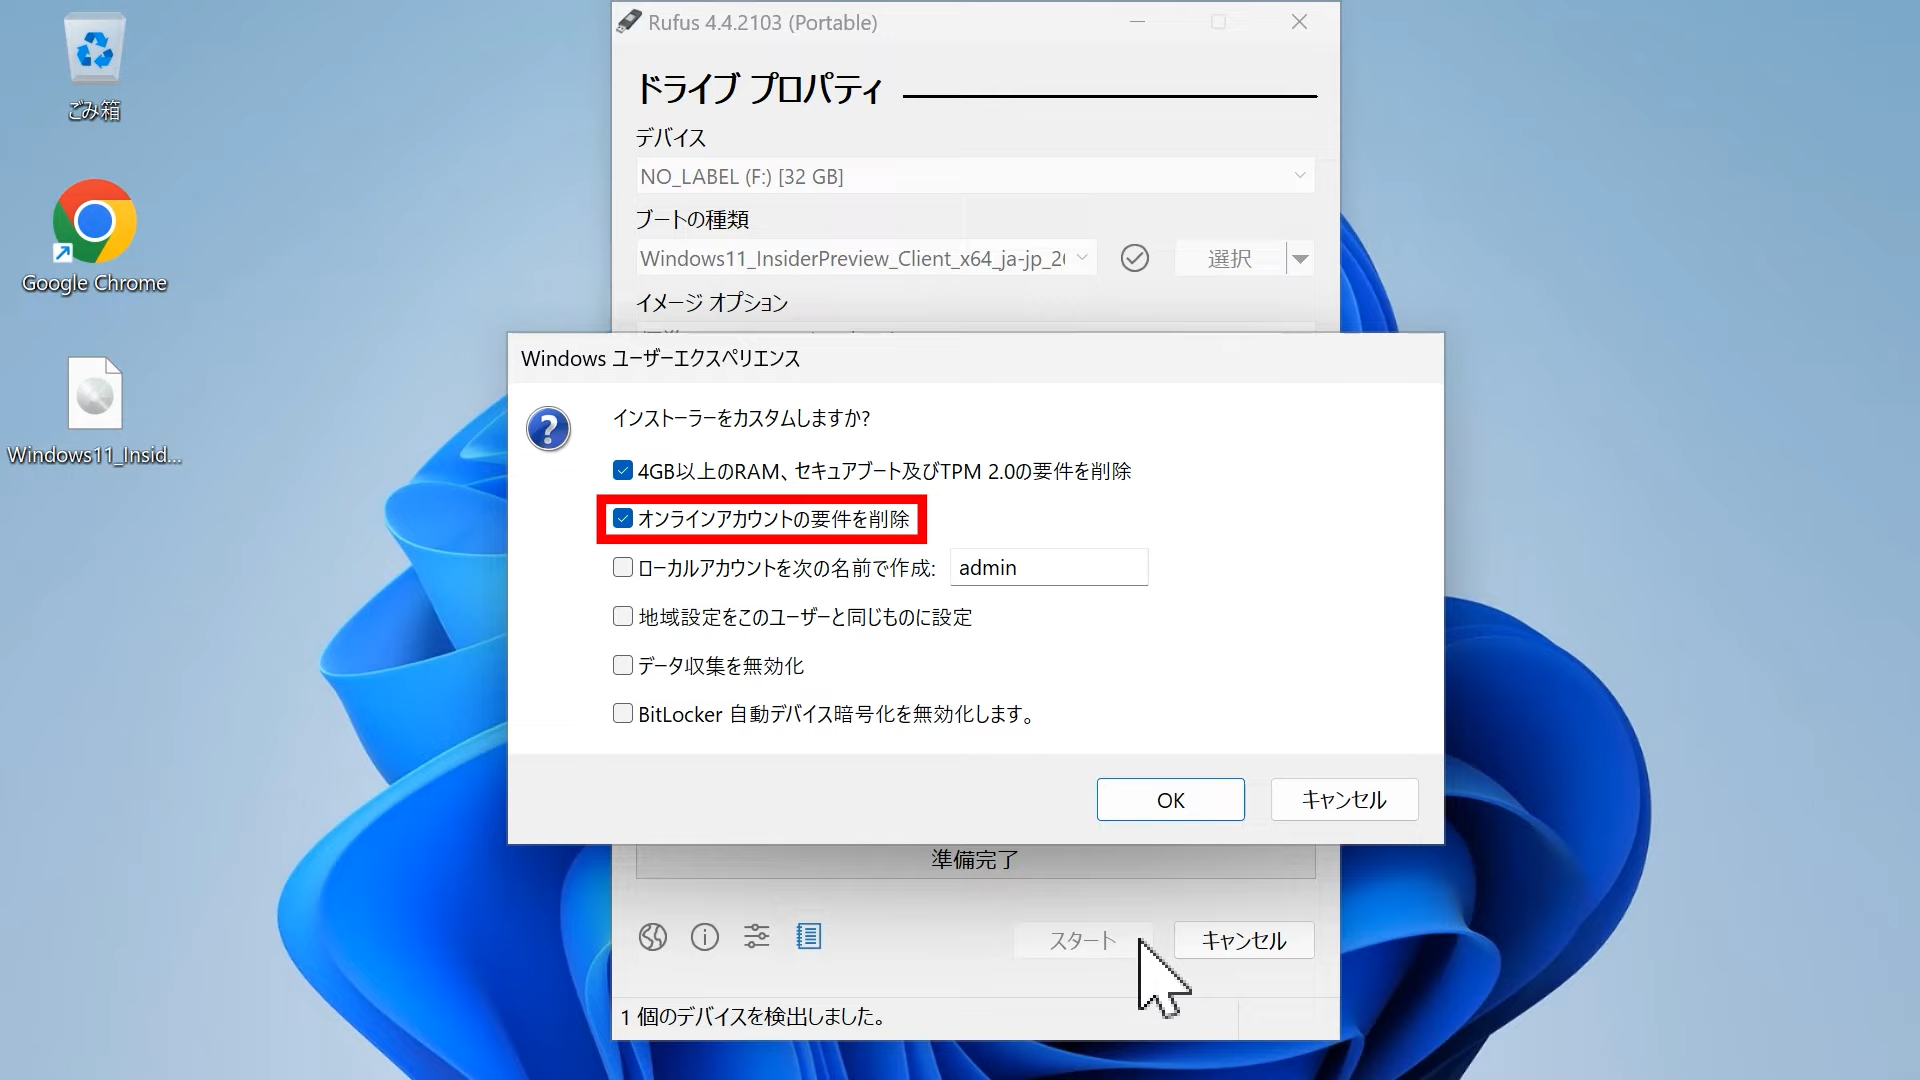 ごみ箱
Google Chrome
Windows11_Insid...
Rufus 4.4.2103 (Portable)
ドライブ プロパティ
デバイス
NO_LABEL (F:) [32 GB]
ブートの種類
Windows11_InsiderPreview_Client_x64_ja-jp_2
選択
イメージ オプション
Windows ユーザーエクスペリエンス
インストーラーをカスタムしますか?
4GB以上のRAM、セキュアブート及びTPM 2.0の要件を削除
オンラインアカウントの要件を削除
ローカルアカウントを次の名前で作成: admin
地域設定をこのユーザーと同じものに設定
データ収集を無効化
BitLocker 自動デバイス暗号化を無効化します。
OK
キャンセル
準備完了
スタート
キャンセル
1 個のデバイスを検出しました。